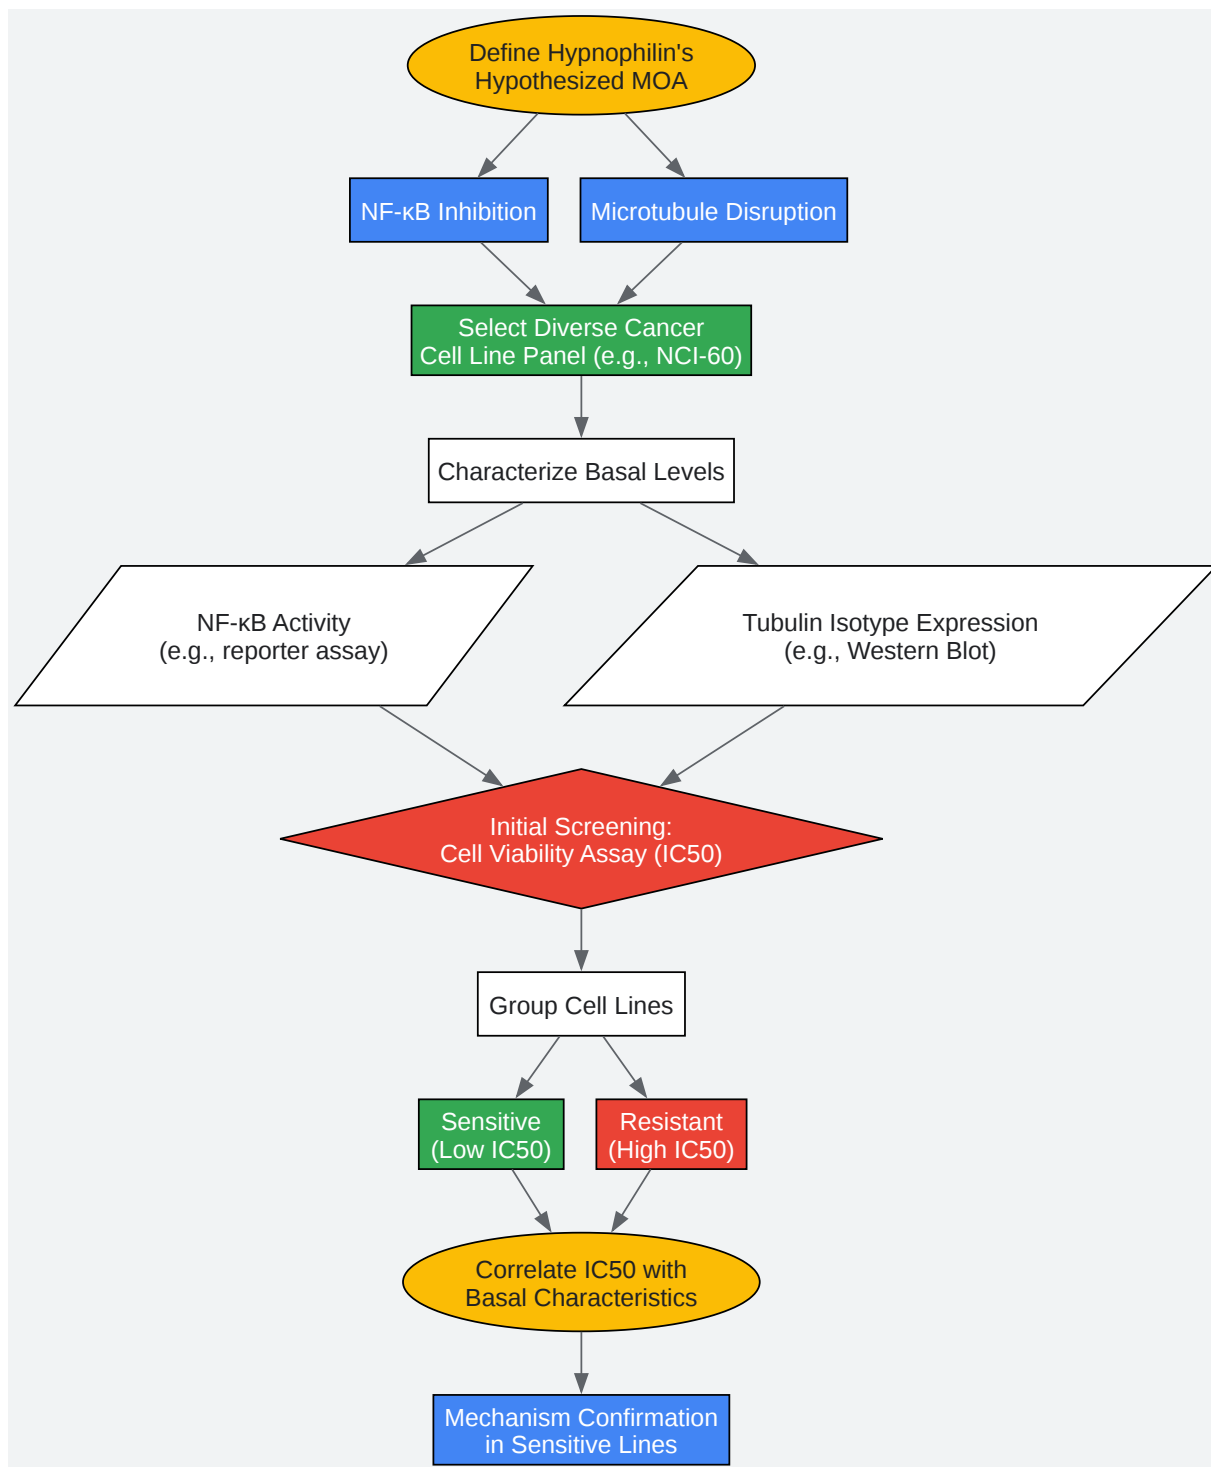 Define Hypnophilin's
Hypothesized MOA
NF-κB Inhibition
Microtubule Disruption
Select Diverse Cancer
Cell Line Panel (e.g., NCI-60)
Characterize Basal Levels
NF-κB Activity
(e.g., reporter assay)
Tubulin Isotype Expression
(e.g., Western Blot)
Initial Screening:
Cell Viability Assay (IC50)
Group Cell Lines
Sensitive
(Low IC50)
Resistant
(High IC50)
Correlate IC50 with
Basal Characteristics
Mechanism Confirmation
in Sensitive Lines